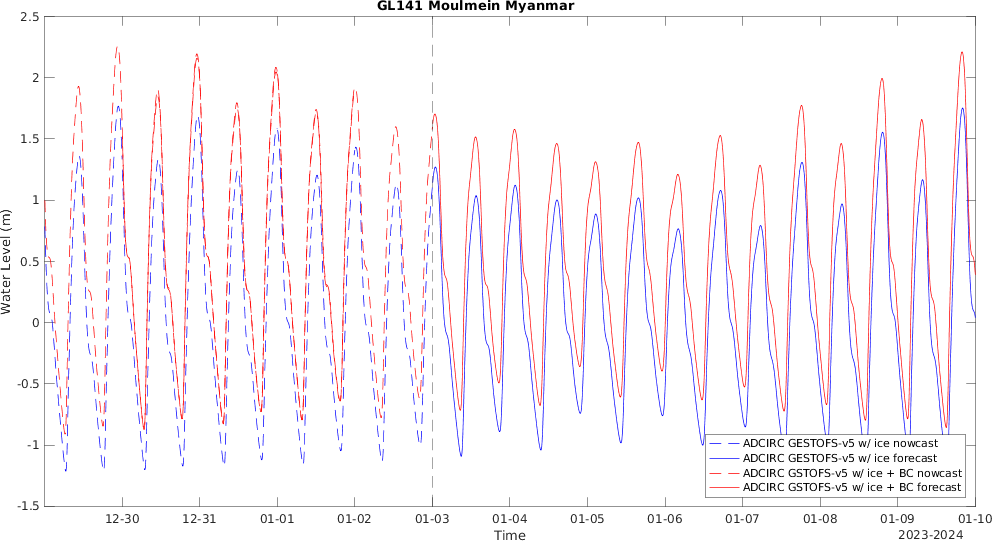 GL141 Moulmein Myanmar
2.5
2
1.5
1
0.5
0
-0.5
-1
-1.5
Water Level (m)
ADCIRC GESTOFS-v5 w/ ice nowcast
ADCIRC GESTOFS-v5 w/ ice forecast
ADCIRC GSTOFS-v5 w/ ice + BC nowcast
ADCIRC GSTOFS-v5 w/ ice + BC forecast
12-30 12-31 01-01 01-02 01-03 01-04 01-05 01-06 01-07 01-08 01-09 01-10
Time
2023-2024